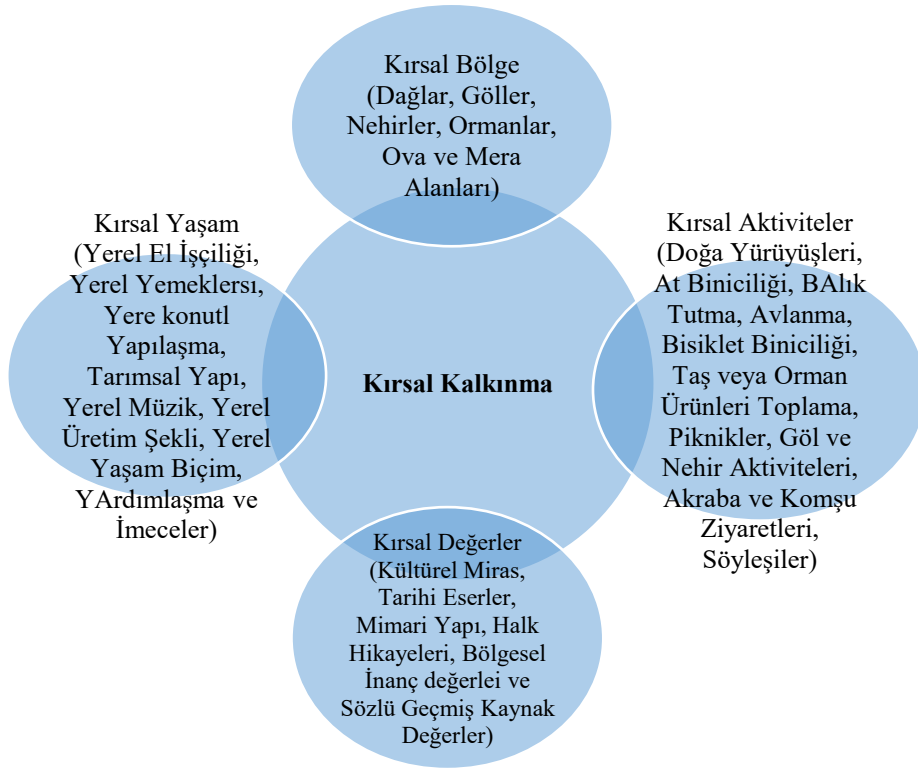 Kırsal Bölge
(Dağlar, Göller,
Nehirler, Ormanlar,
Ova ve Mera
Alanları)
Kırsal Yaşam
(Yerel El İşçiliği,
Yerel Yemeklersı,
Yere konutl
Yapılaşma,
Tarımsal Yapı,
Yerel Müzik, Yerel
Üretim Şekli, Yerel
Yaşam Biçim,
YArdımlaşma ve
İmeceler)
Kırsal Kalkınma
Kırsal Aktiviteler
(Doğa Yürüyüşleri,
At Biniciliği, BAlık
Tutma, Avlanma,
Bisiklet Biniciliği,
Taş veya Orman
Ürünleri Toplama,
Piknikler, Göl ve
Nehir Aktiviteleri,
Akraba ve Komşu
Ziyaretleri,
Söyleşiler)
Kırsal Değerler
(Kültürel Miras,
Tarihi Eserler,
Mimari Yapı, Halk
Hikayeleri, Bölgesel
İnanç değerlei ve
Sözlü Geçmiş Kaynak
Değerler)